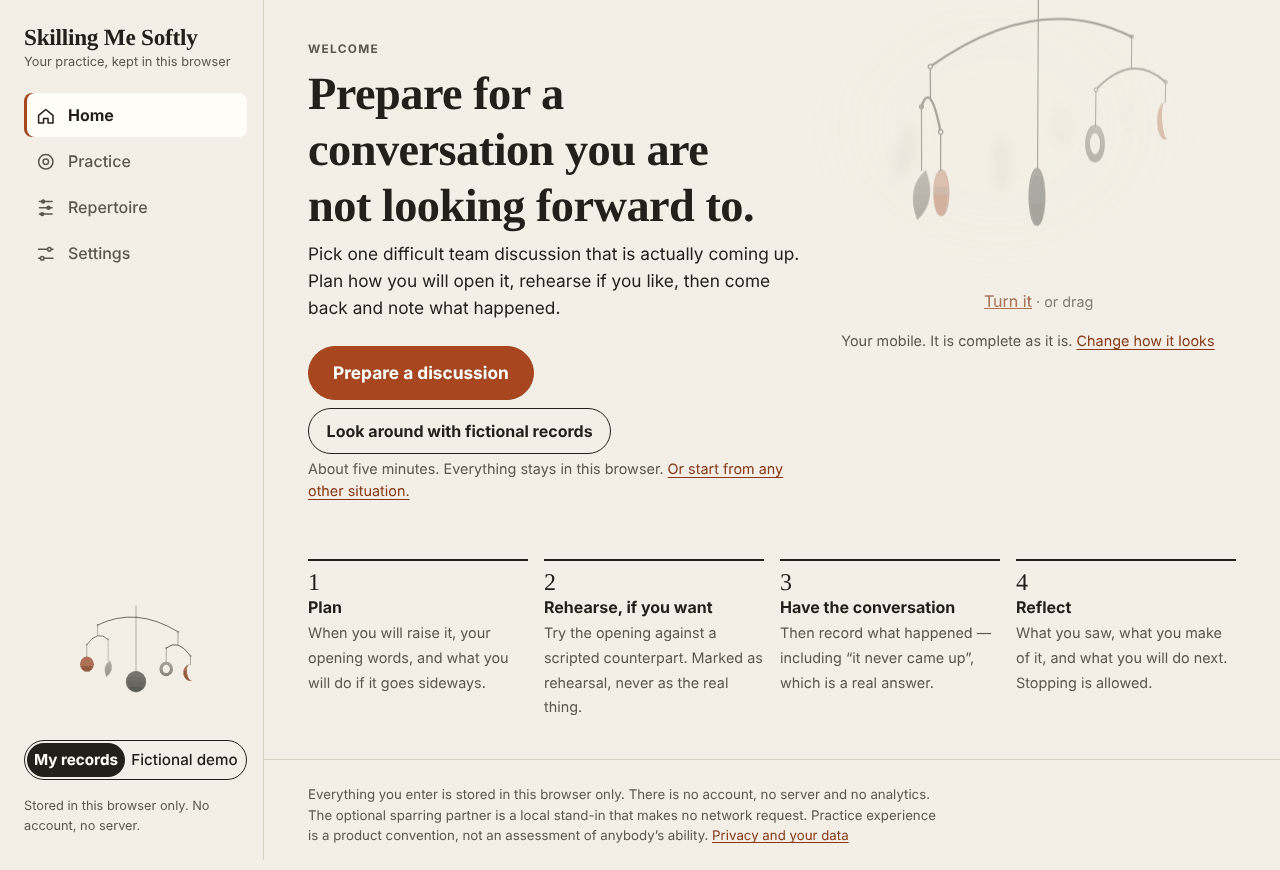 Skilling Me Softly
Your practice, kept in this browser
Home
Practice
Repertoire
Settings
My records
Fictional demo
Stored in this browser only. No
account, no server.
WELCOME
Prepare for a
conversation you are
not looking forward to.
Pick one difficult team discussion that is actually coming up.
Plan how you will open it, rehearse if you like, then come
back and note what happened.
Prepare a discussion
Look around with fictional records
About five minutes. Everything stays in this browser. Or start from any
other situation.
Turn it · or drag
Your mobile. It is complete as it is. Change how it looks
1
Plan
When you will raise it, your
opening words, and what you
will do if it goes sideways.
2
Rehearse, if you want
Try the opening against a
scripted counterpart. Marked as
rehearsal, never as the real
thing.
3
Have the conversation
Then record what happened —
including “it never came up”,
which is a real answer.
4
Reflect
What you saw, what you make
of it, and what you will do next.
Stopping is allowed.
Everything you enter is stored in this browser only. There is no account, no server and no analytics.
The optional sparring partner is a local stand-in that makes no network request. Practice experience
is a product convention, not an assessment of anybody’s ability. Privacy and your data